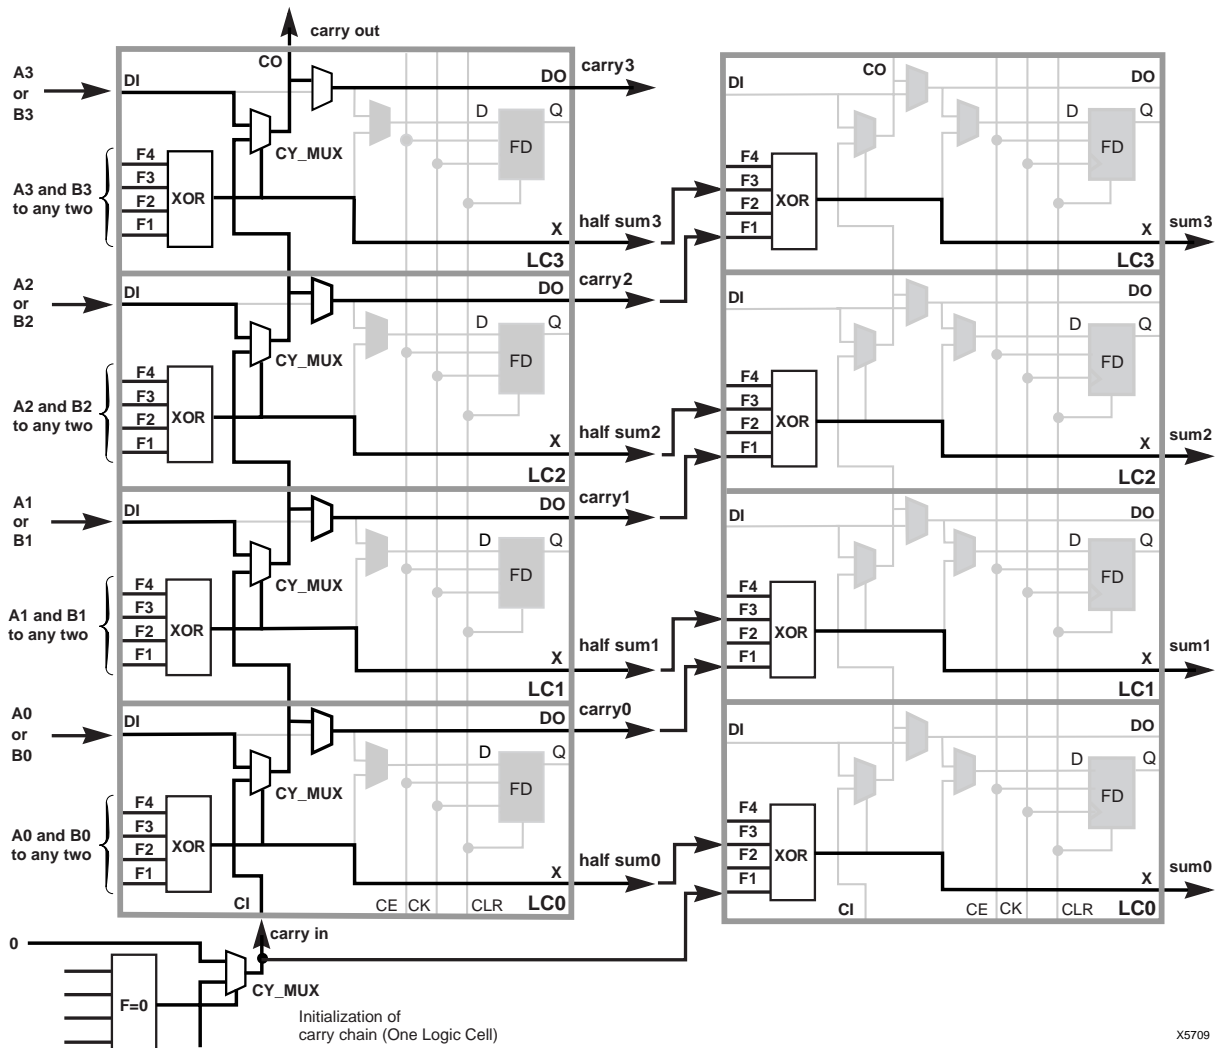 carry out
CO
A3
or
B3
DI
DO
carry3
D
Q
FD
CY_MUX
F4
F3
F2
F1
XOR
A3 and B3
to any two
half sum3
X
LC3
A2
or
B2
DI
DO
carry2
D
Q
FD
CY_MUX
F4
F3
F2
F1
XOR
A2 and B2
to any two
half sum2
X
LC2
A1
or
B1
DI
DO
carry1
D
Q
FD
CY_MUX
F4
F3
F2
F1
XOR
A1 and B1
to any two
half sum1
X
LC1
A0
or
B0
DI
DO
carry0
D
Q
FD
CY_MUX
F4
F3
F2
F1
XOR
A0 and B0
to any two
half sum0
X
CI
CE
CK
CLR
LC0
carry in
0
F=0
CY_MUX
Initialization of
carry chain (One Logic Cell)
DI
CO
DO
D
Q
FD
F4
F3
F2
F1
XOR
X
sum3
LC3
DI
DO
D
Q
FD
F4
F3
F2
F1
XOR
X
sum2
LC2
DI
DO
D
Q
FD
F4
F3
F2
F1
XOR
X
sum1
LC1
DI
DO
D
Q
FD
F4
F3
F2
F1
XOR
X
sum0
CI
CE
CK
CLR
LC0
X5709